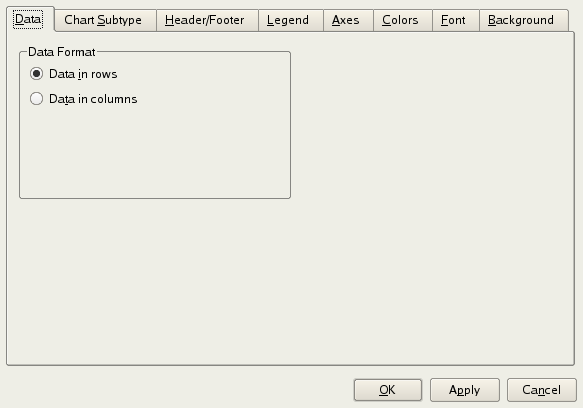 Data Chart Subtype Header/Footer Legend Axes Colors Font Background
Data Format
Data in rows
Data in columns
OK Apply Cancel